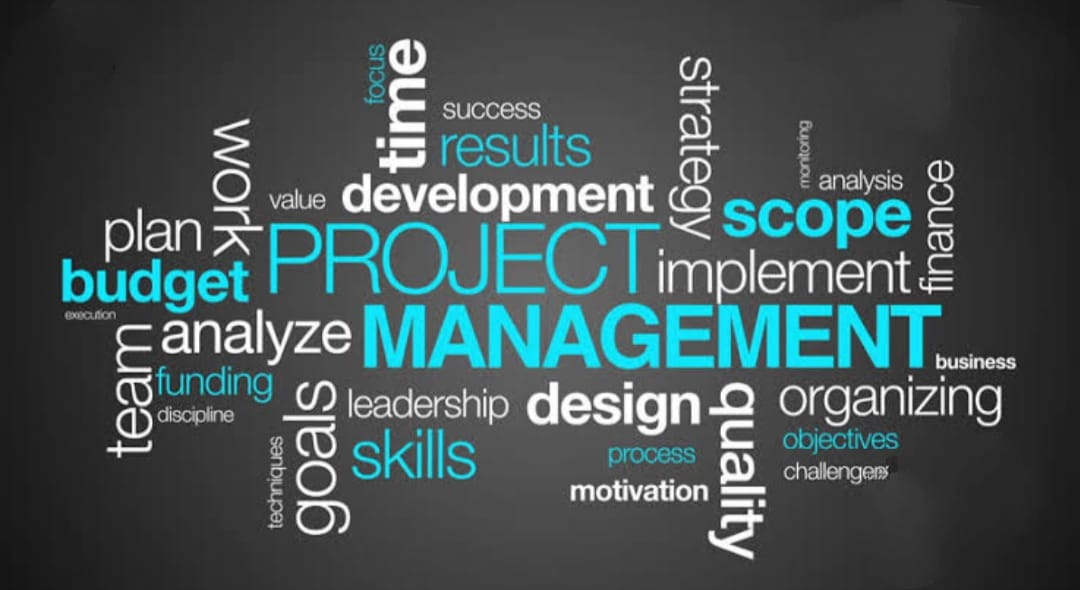 focus
time
success
results
strategy
monitoring
analysis
work
value
development
scope
finance
plan
PROJECT
implement
budget
execution
analyze
MANAGEMENT
business
team
funding
discipline
goals
leadership
design
quality
organizing
techniques
skills
process
objectives
motivation